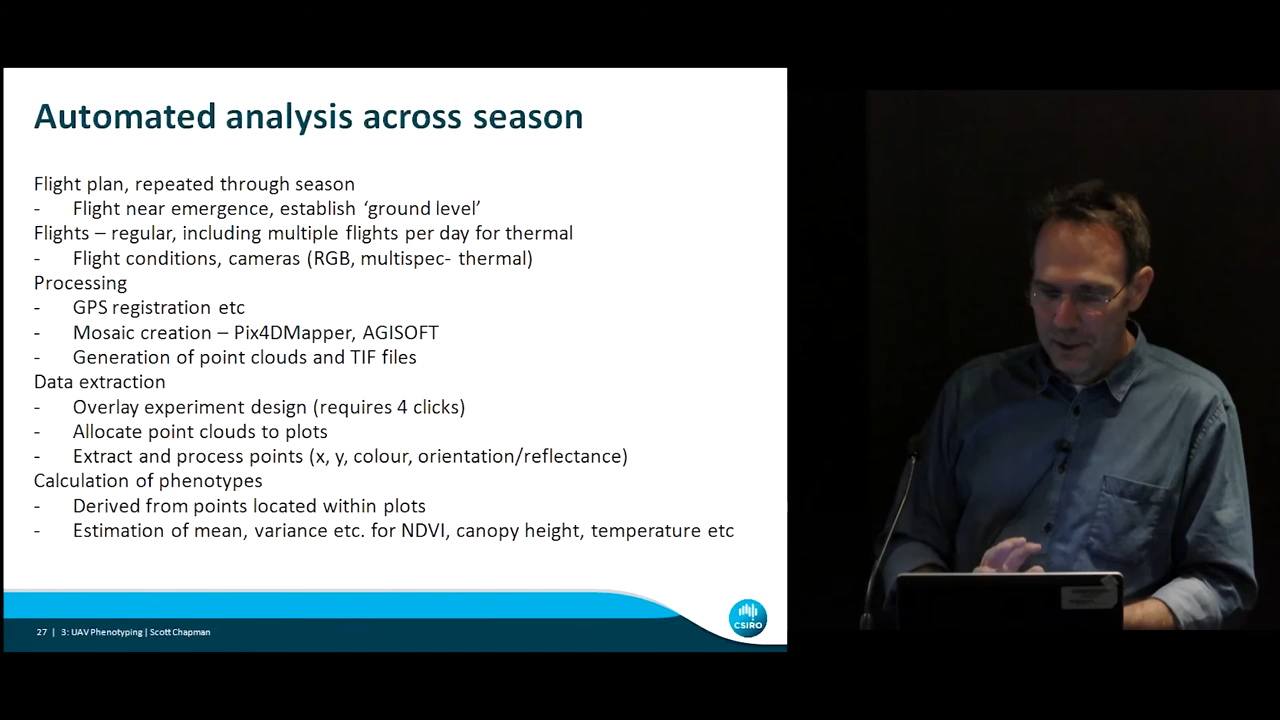 Automated analysis across season
Flight plan, repeated through season
- Flight near emergence, establish ‘ground level’
Flights – regular, including multiple flights per day for thermal
- Flight conditions, cameras (RGB, multispec- thermal)
Processing
- GPS registration etc
- Mosaic creation – Pix4DMapper, AGISOFT
- Generation of point clouds and TIF files
Data extraction
- Overlay experiment design (requires 4 clicks)
- Allocate point clouds to plots
- Extract and process points (x, y, colour, orientation/reflectance)
Calculation of phenotypes
- Derived from points located within plots
- Estimation of mean, variance etc. for NDVI, canopy height, temperature etc
27 | 3: UAV Phenotyping | Scott Chapman
CSIRO